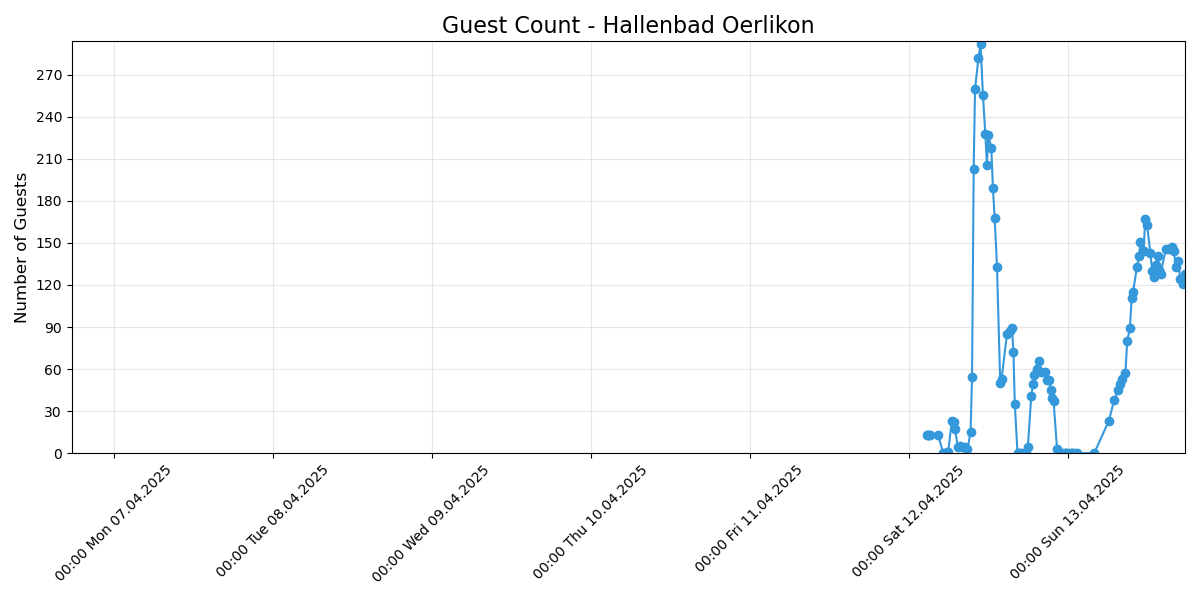 Guest Count - Hallenbad Oerlikon
Number of Guests
270
240
210
180
150
120
90
60
30
0
00:00 Mon 07.04.2025
00:00 Tue 08.04.2025
00:00 Wed 09.04.2025
00:00 Thu 10.04.2025
00:00 Fri 11.04.2025
00:00 Sat 12.04.2025
00:00 Sun 13.04.2025